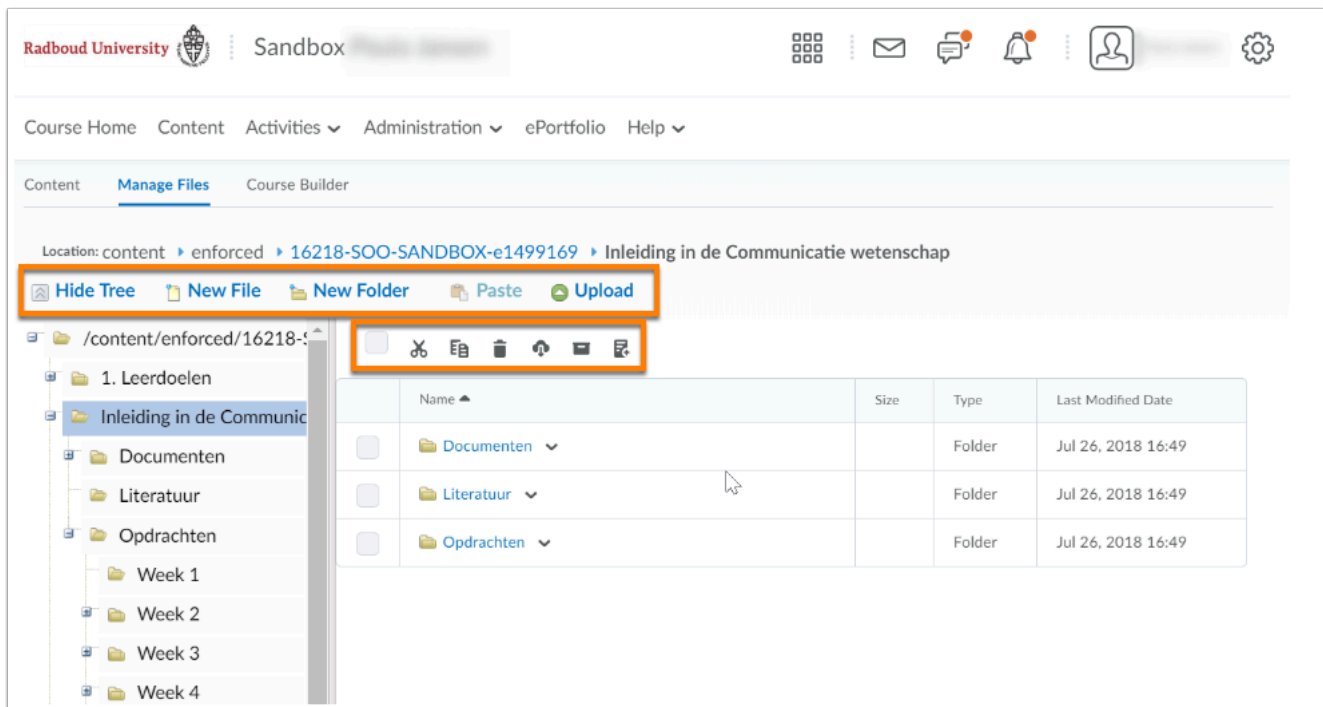 Radboud University Sandbox
Course Home Content Activities Administration ePortfolio Help
Content Manage Files Course Builder
Location: content enforced 16218-SOO-SANDBOX-e1499169 Inleiding in de Communicatie wetenschap
Hide Tree New File New Folder Paste Upload
/content/enforced/16218-
1. Leerdoelen
Name Size Type Last Modified Date
Inleiding in de Communic
Documenten Folder Jul 26, 2018 16:49
Documenten
Literatuur Folder Jul 26, 2018 16:49
Literatuur
Opdrachten
Opdrachten Folder Jul 26, 2018 16:49
Week 1
Week 2
Week 3
Week 4